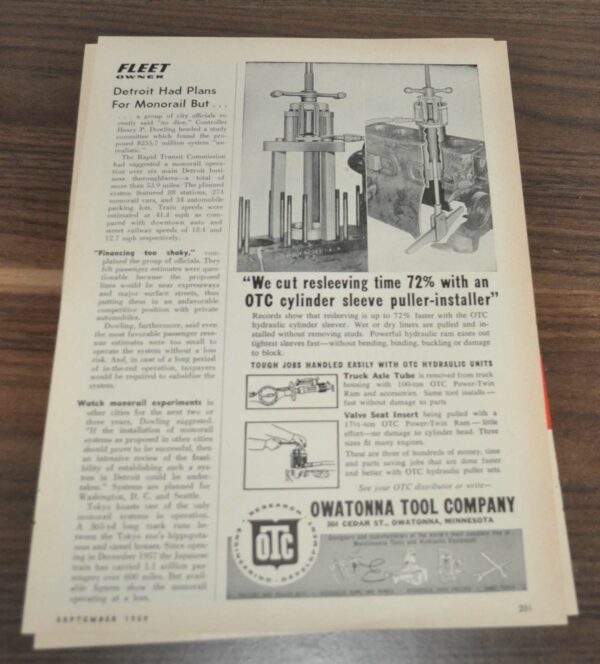 FLEET
OWNER
Detroit Had Plans
For Monorail But . . .
. . . a group of city officials re
cently said "no dice." Controller
Henry P. Dowling headed a study
committee which found the pro
posed $255.7 million system "un
realistic."
The Rapid Transit Commission
had suggested a monorail opera
tion over six main Detroit busi
ness thoroughfares—a total of
more than 53.9 miles. The planned
system featured 88 stations, 271
monorail cars, and 34 automobile
parking lots. Train speeds were
estimated at 41.4 mph as com
pared with downtown auto and
street railway speeds of 18.4 and
12.7 mph respectively.
"Financing too shaky," com
plained the group of officials. They
felt passenger estimates were ques
tionable because the proposed
lines would be near expressways
and major surface streets, thus
putting them in an unfavorable
competitive position with private
automobiles.
Dowling, furthermore, said even
the most favorable passenger reve
nue estimates were too small to
operate the system without a loss
risk. And, in case of a long period
of in-the-red operation, taxpayers
would be required to subsidize the
system.
Watch monorail experiments in
other cities for the next two or
three years, Dowling suggested.
"If the installation of monorail
systems as proposed in other cities
should prove to be successful, then
an intensive review of the feasi
bility of establishing such a sys
tem in Detroit could be under
taken." Systems are planned for
Washington, D. C. and Seattle.
Tokyo boasts one of the only
monorail systems in operation.
A 363-yd long track runs be
tween the Tokyo zoo's hippopota
mus and camel houses. Since open
ing in December 1957 the Japanese
train has carried 1.1 million pas
sengers over 600 miles. But avail
able figures show the monorail
operating at a loss.
SEPTEMBER 1959
"We cut resleeving time 72% with an
OTC cylinder sleeve puller-installer"
Records show that resleeving is up to 72% faster with the OTC
hydraulic cylinder sleever. Wet or dry liners are pulled and in-
stalled without removing studs. Powerful hydraulic ram eases out
tightest sleeves fast—without bending, binding, buckling or damage
to block.
TOUGH JOBS HANDLED EASILY WITH OTC HYDRAULIC UNITS
Truck Axle Tube is removed from truck
housing with 100-ton OTC Power-Twin
Ram and accessories. Same tool installs —
fast without damage to parts
Valve Seat Insert being pulled with a
17½-ton OTC Power-Twin Ram — little
effort—no damage to cylinder head. Three
sizes fit many engines.
These are three of hundreds of money, time
and parts saving jobs that are done faster
and better with OTC hydraulic puller sets.
See your OTC distributor or write—
RESEARCH
ENGINEERING
DEVELOPMENT
OTC
OWATONNA TOOL COMPANY
304 CEDAR ST., OWATONNA, MINNESOTA
Designers and manufacturers of the world's most complete line of
Maintenance Tools and Hydraulic Equipment
201